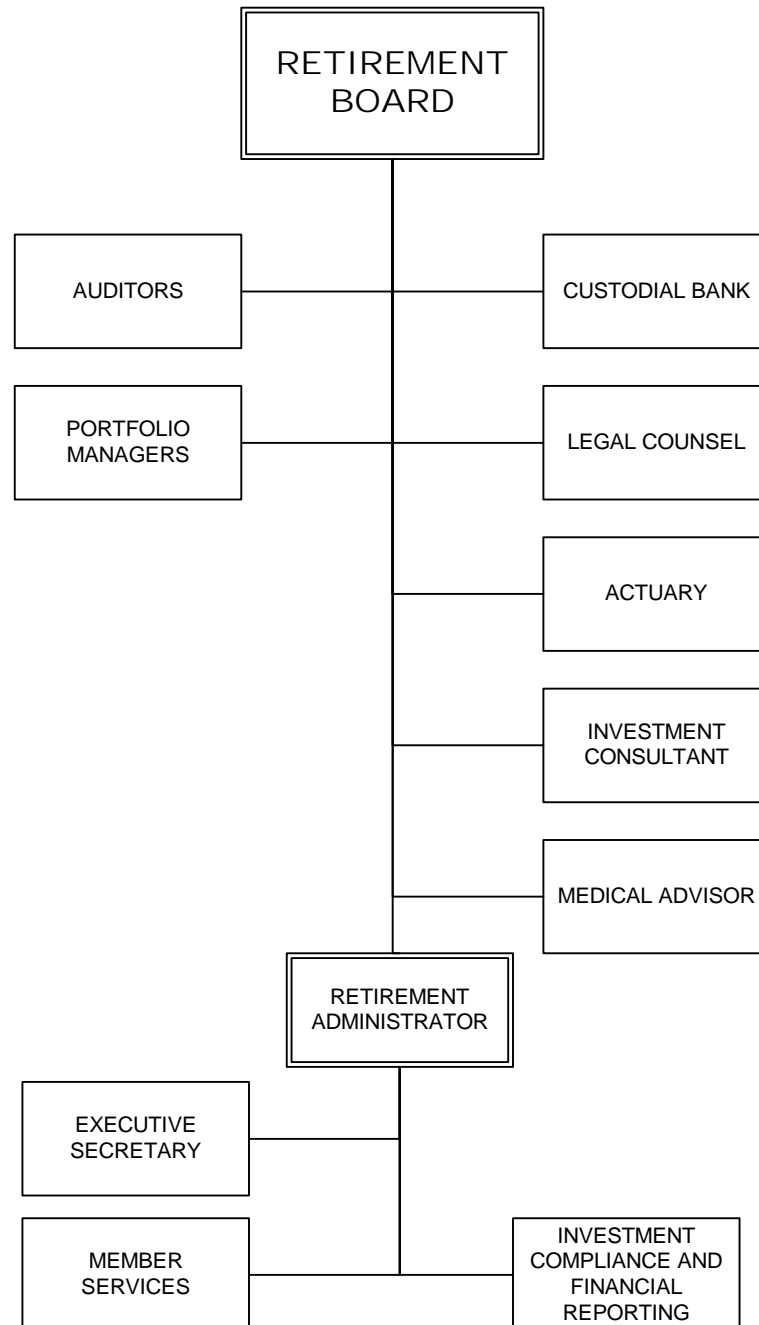 RETIREMENT
BOARD
AUDITORS
CUSTODIAL BANK
PORTFOLIO
MANAGERS
LEGAL COUNSEL
ACTUARY
INVESTMENT
CONSULTANT
MEDICAL ADVISOR
RETIREMENT
ADMINISTRATOR
EXECUTIVE
SECRETARY
MEMBER
SERVICES
INVESTMENT
COMPLIANCE AND
FINANCIAL
REPORTING